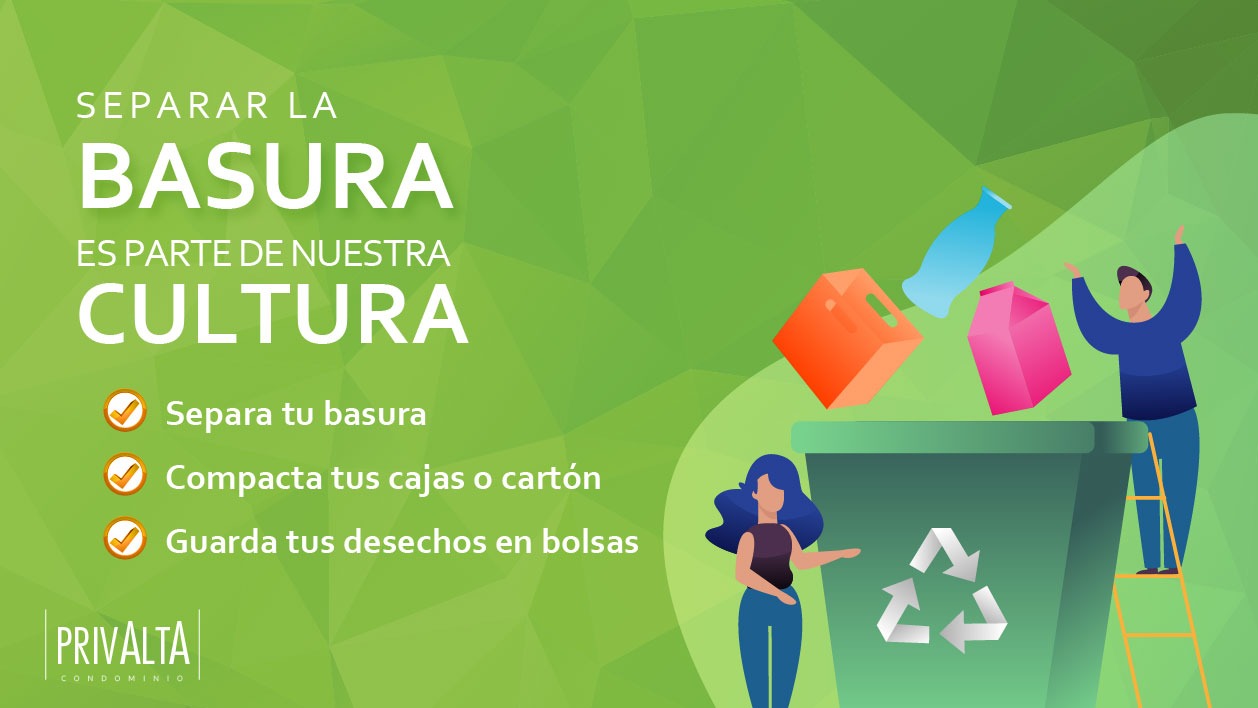 SEPARAR LA
BASURA
ES PARTE DE NUESTRA
CULTURA
Separa tu basura
Compacta tus cajas o cartón
Guarda tus desechos en bolsas
PRIVALTA
CONDOMINIO